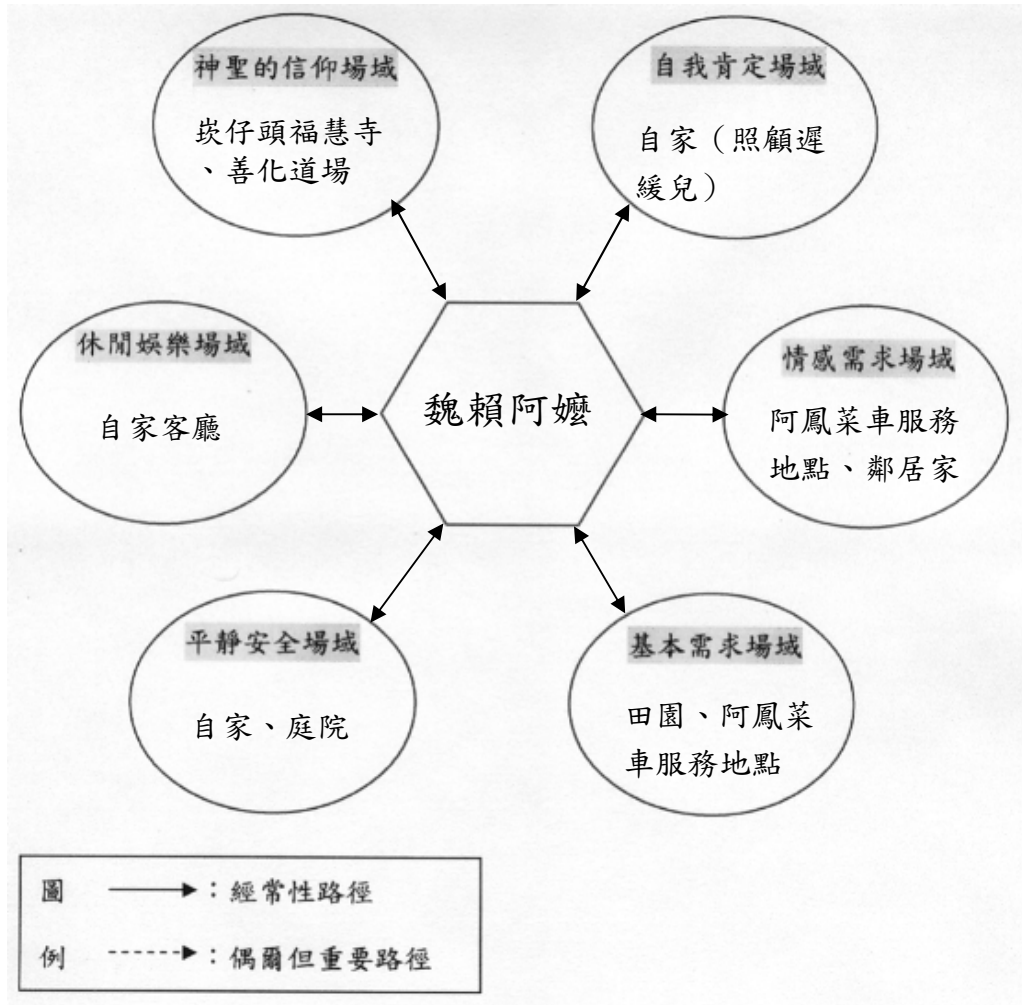 神聖的信仰場域
崁仔頭福慧寺
、善化道場
自我肯定場域
自家（照顧遲
緩兒）
休閒娛樂場域
自家客廳
魏賴阿嬤
情感需求場域
阿鳳菜車服務
地點、鄰居家
平靜安全場域
自家、庭院
基本需求場域
田園、阿鳳菜
車服務地點
圖 ：經常性路徑
例 ：偶爾但重要路徑